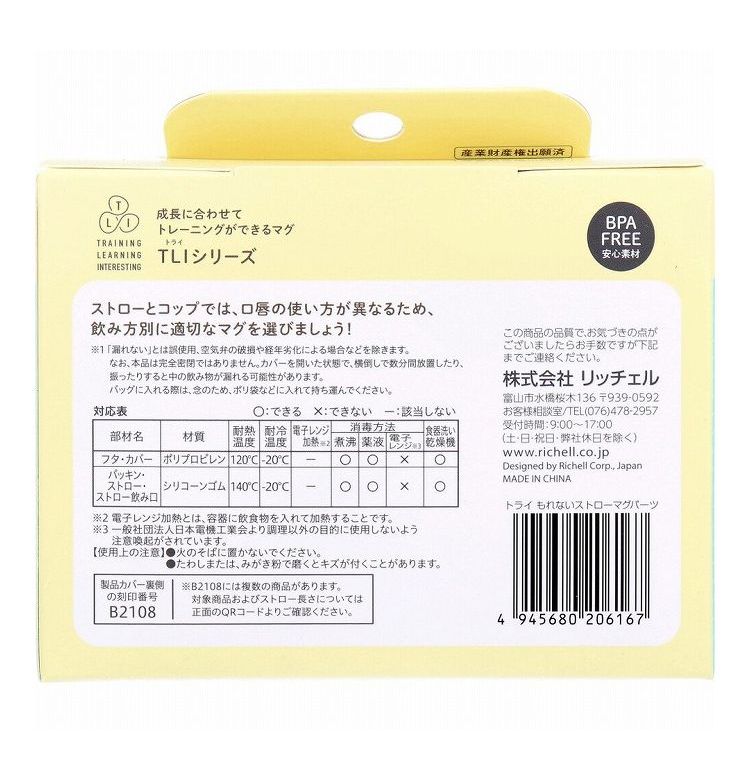 産業財産権出願済
T
L I
TRAINING
LEARNING
INTERESTING
成長に合わせて
トレーニングができるマグ
トライ
TLIシリーズ
BPA
FREE
安心素材
ストローとコップでは、口唇の使い方が異なるため、
飲み方別に適切なマグを選びましょう!
※1「漏れない」とは誤使用、空気弁の破損や経年劣化による場合などを除きます。
なお、本品は完全密閉ではありません。カバーを開いた状態で、横倒しで数分間放置したり、
振ったりすると中の飲み物が漏れる可能性があります。
バッグに入れる際は、念のため、ポリ袋などに入れて持ち運んでください。
対応表 ○:できる ×:できない ー:該当しない
部材名 材質 耐熱温度 耐冷温度 電子レンジ加熱※2 消毒方法 煮沸 薬液 電子レンジ※3 食器洗い乾燥機
フタ・カバー ポリプロピレン 120℃ -20℃ ー ○ ○ × ○
パッキン・ストロー・ストロー飲み口 シリコーンゴム 140℃ -20℃ ー ○ ○ × ○
※2 電子レンジ加熱とは、容器に飲食物を入れて加熱することです。
※3 一般社団法人日本電機工業会より調理以外の目的に使用しないよう
注意喚起がされています。
【使用上の注意】●火のそばに置かないでください。
●たわしまたは、みがき粉で磨くとキズが付くことがあります。
製品カバー裏側
の刻印番号
B2108
※B2108には複数の商品があります。
対象商品およびストロー長さについては
正面のQRコードよりご確認ください。
この商品の品質で、お気づきの点が
ございましたらお手数ですが下記
までご連絡ください。
株式会社 リッチェル
富山市水橋桜木136 〒939-0592
お客様相談室/TEL(076)478-2957
受付時間:9:00~17:00
(土・日・祝日・弊社休日を除く)
www.richell.co.jp
Designed by Richell Corp., Japan
MADE IN CHINA
トライ もれないストローマグパーツ
4 945680 206167